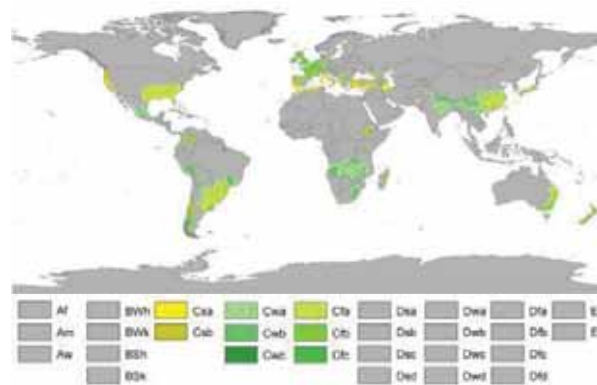 Af BWh Csa Cwa Cfa Dsa Dwa Dfa E
Am BWk Csb Cwb Cfb Dsb Dwb Dfb E
Aw BSh Cwc Cfc Dsc Dwc Dfc
BSk Dsd Dwd Dfd